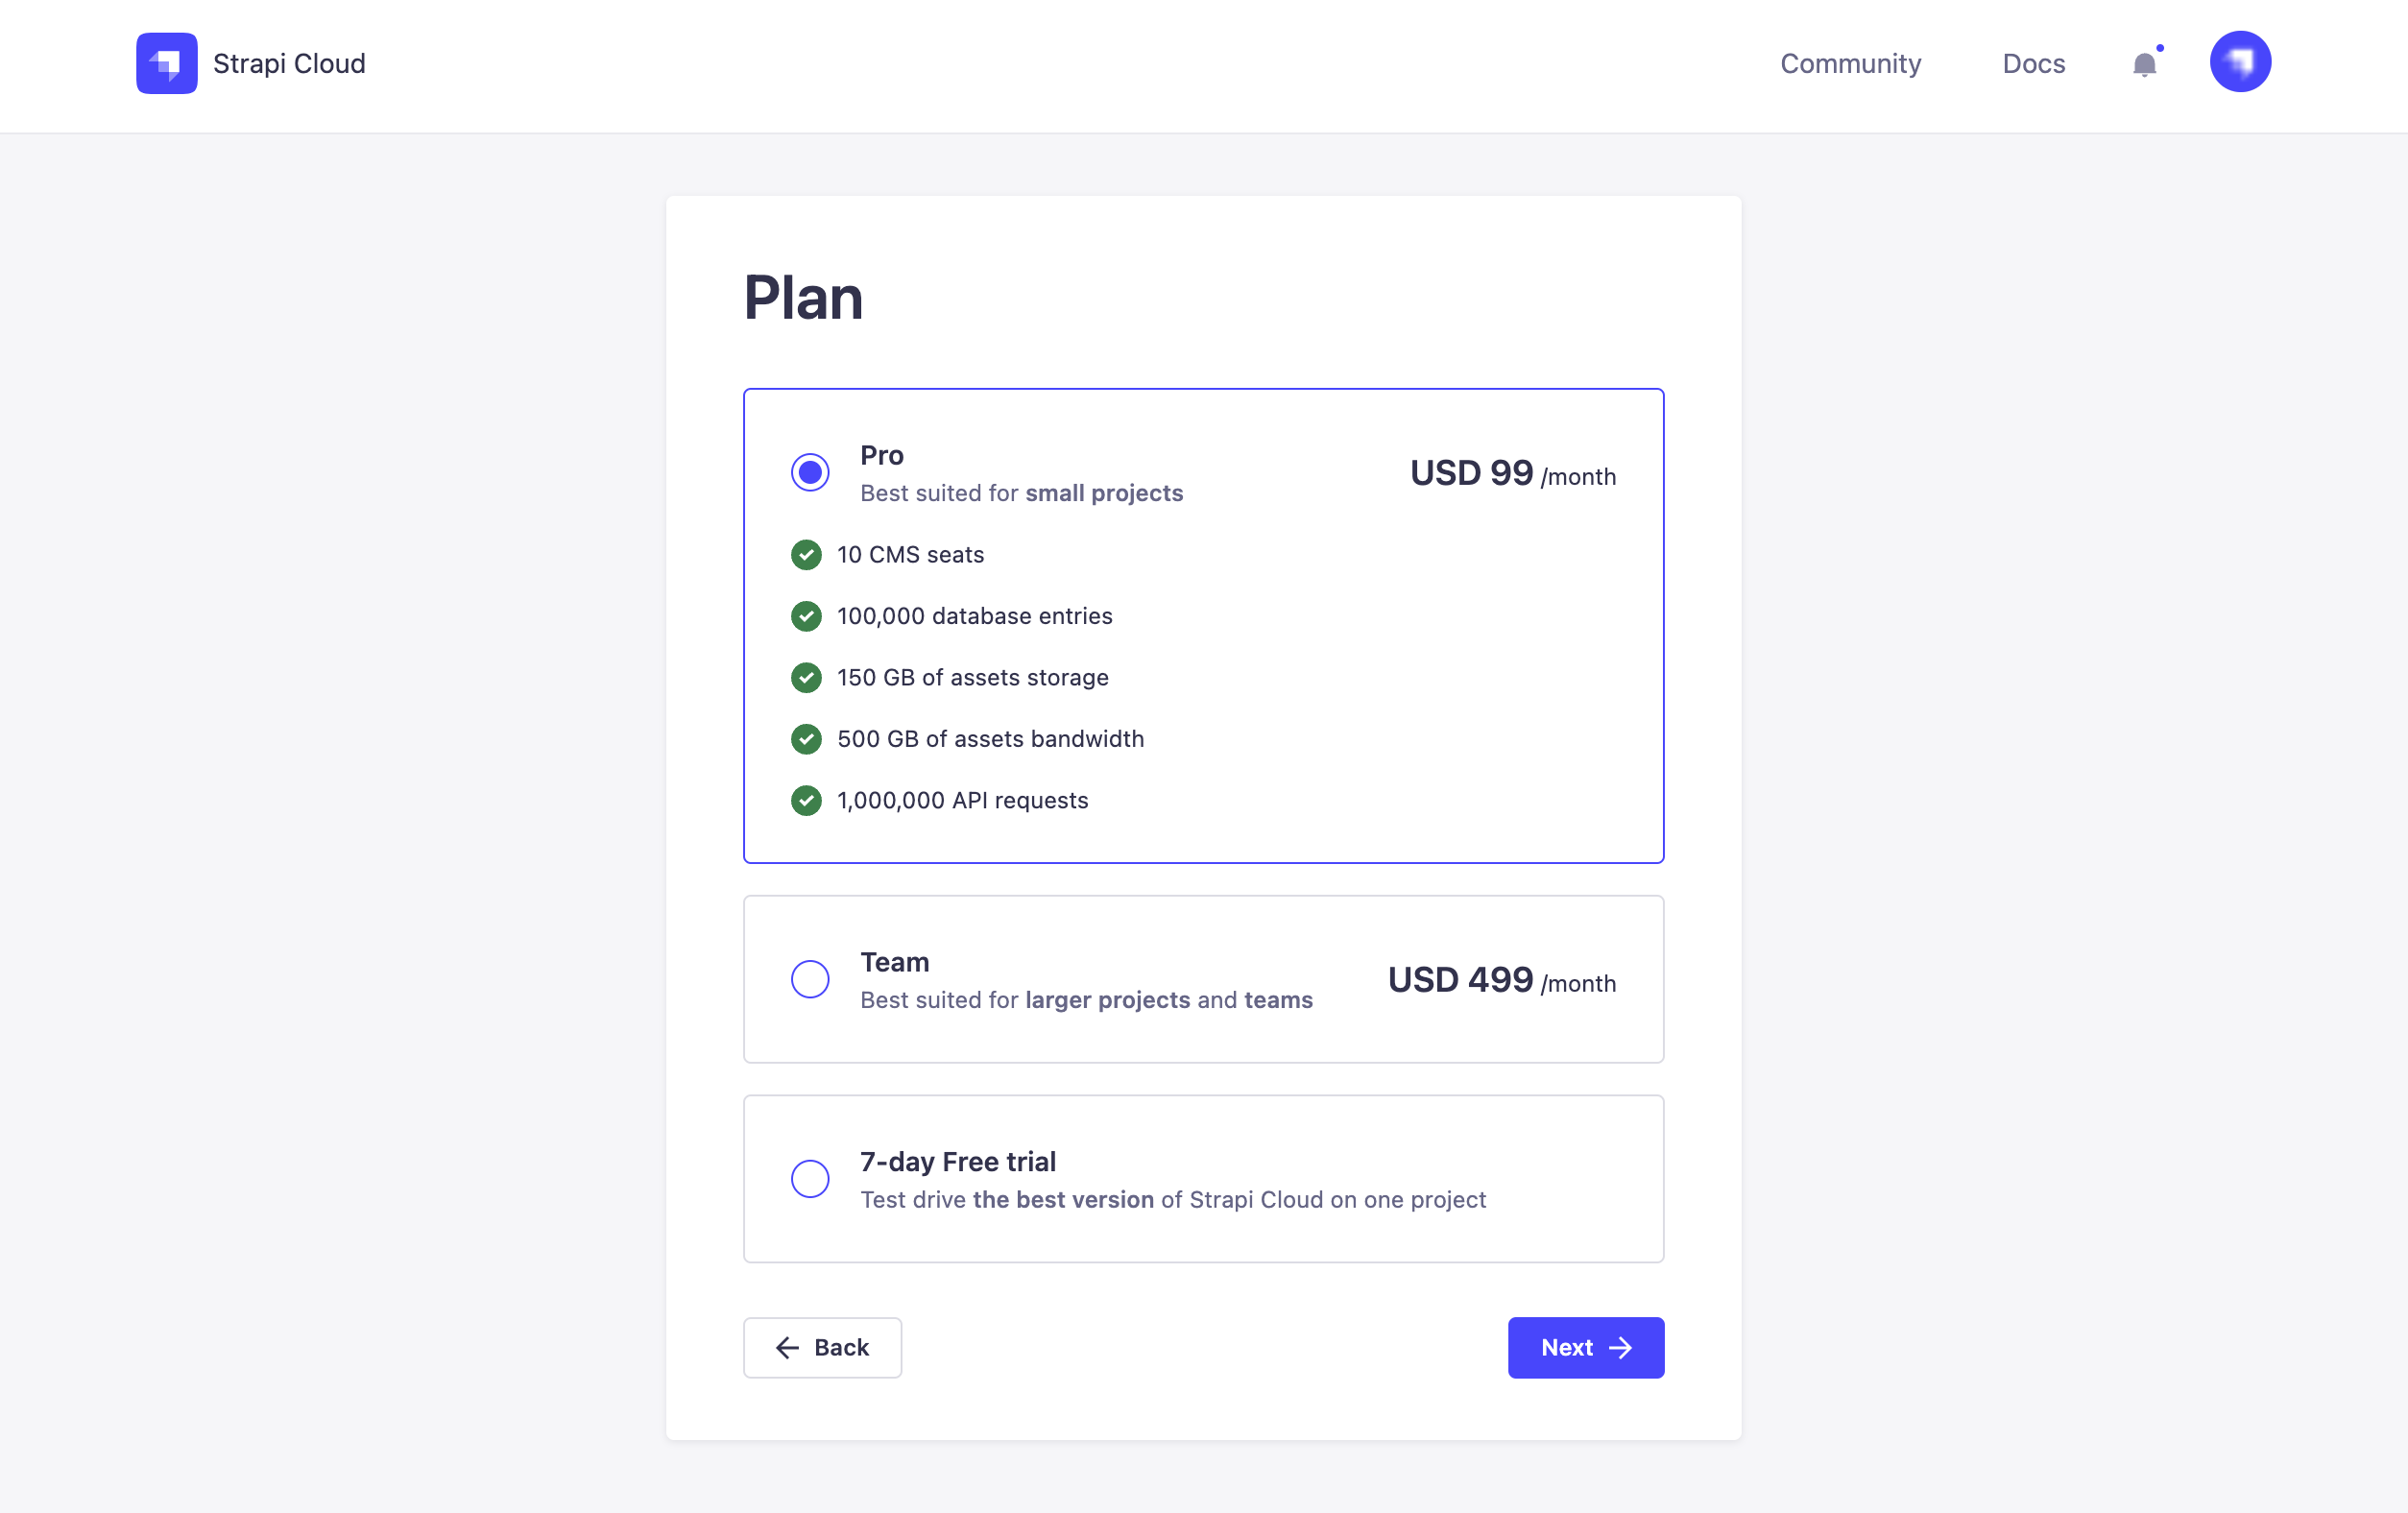 Strapi Cloud
Community
Docs
Plan
Pro
Best suited for small projects
USD 99 /month
10 CMS seats
100,000 database entries
150 GB of assets storage
500 GB of assets bandwidth
1,000,000 API requests
Team
Best suited for larger projects and teams
USD 499 /month
7-day Free trial
Test drive the best version of Strapi Cloud on one project
Back
Next